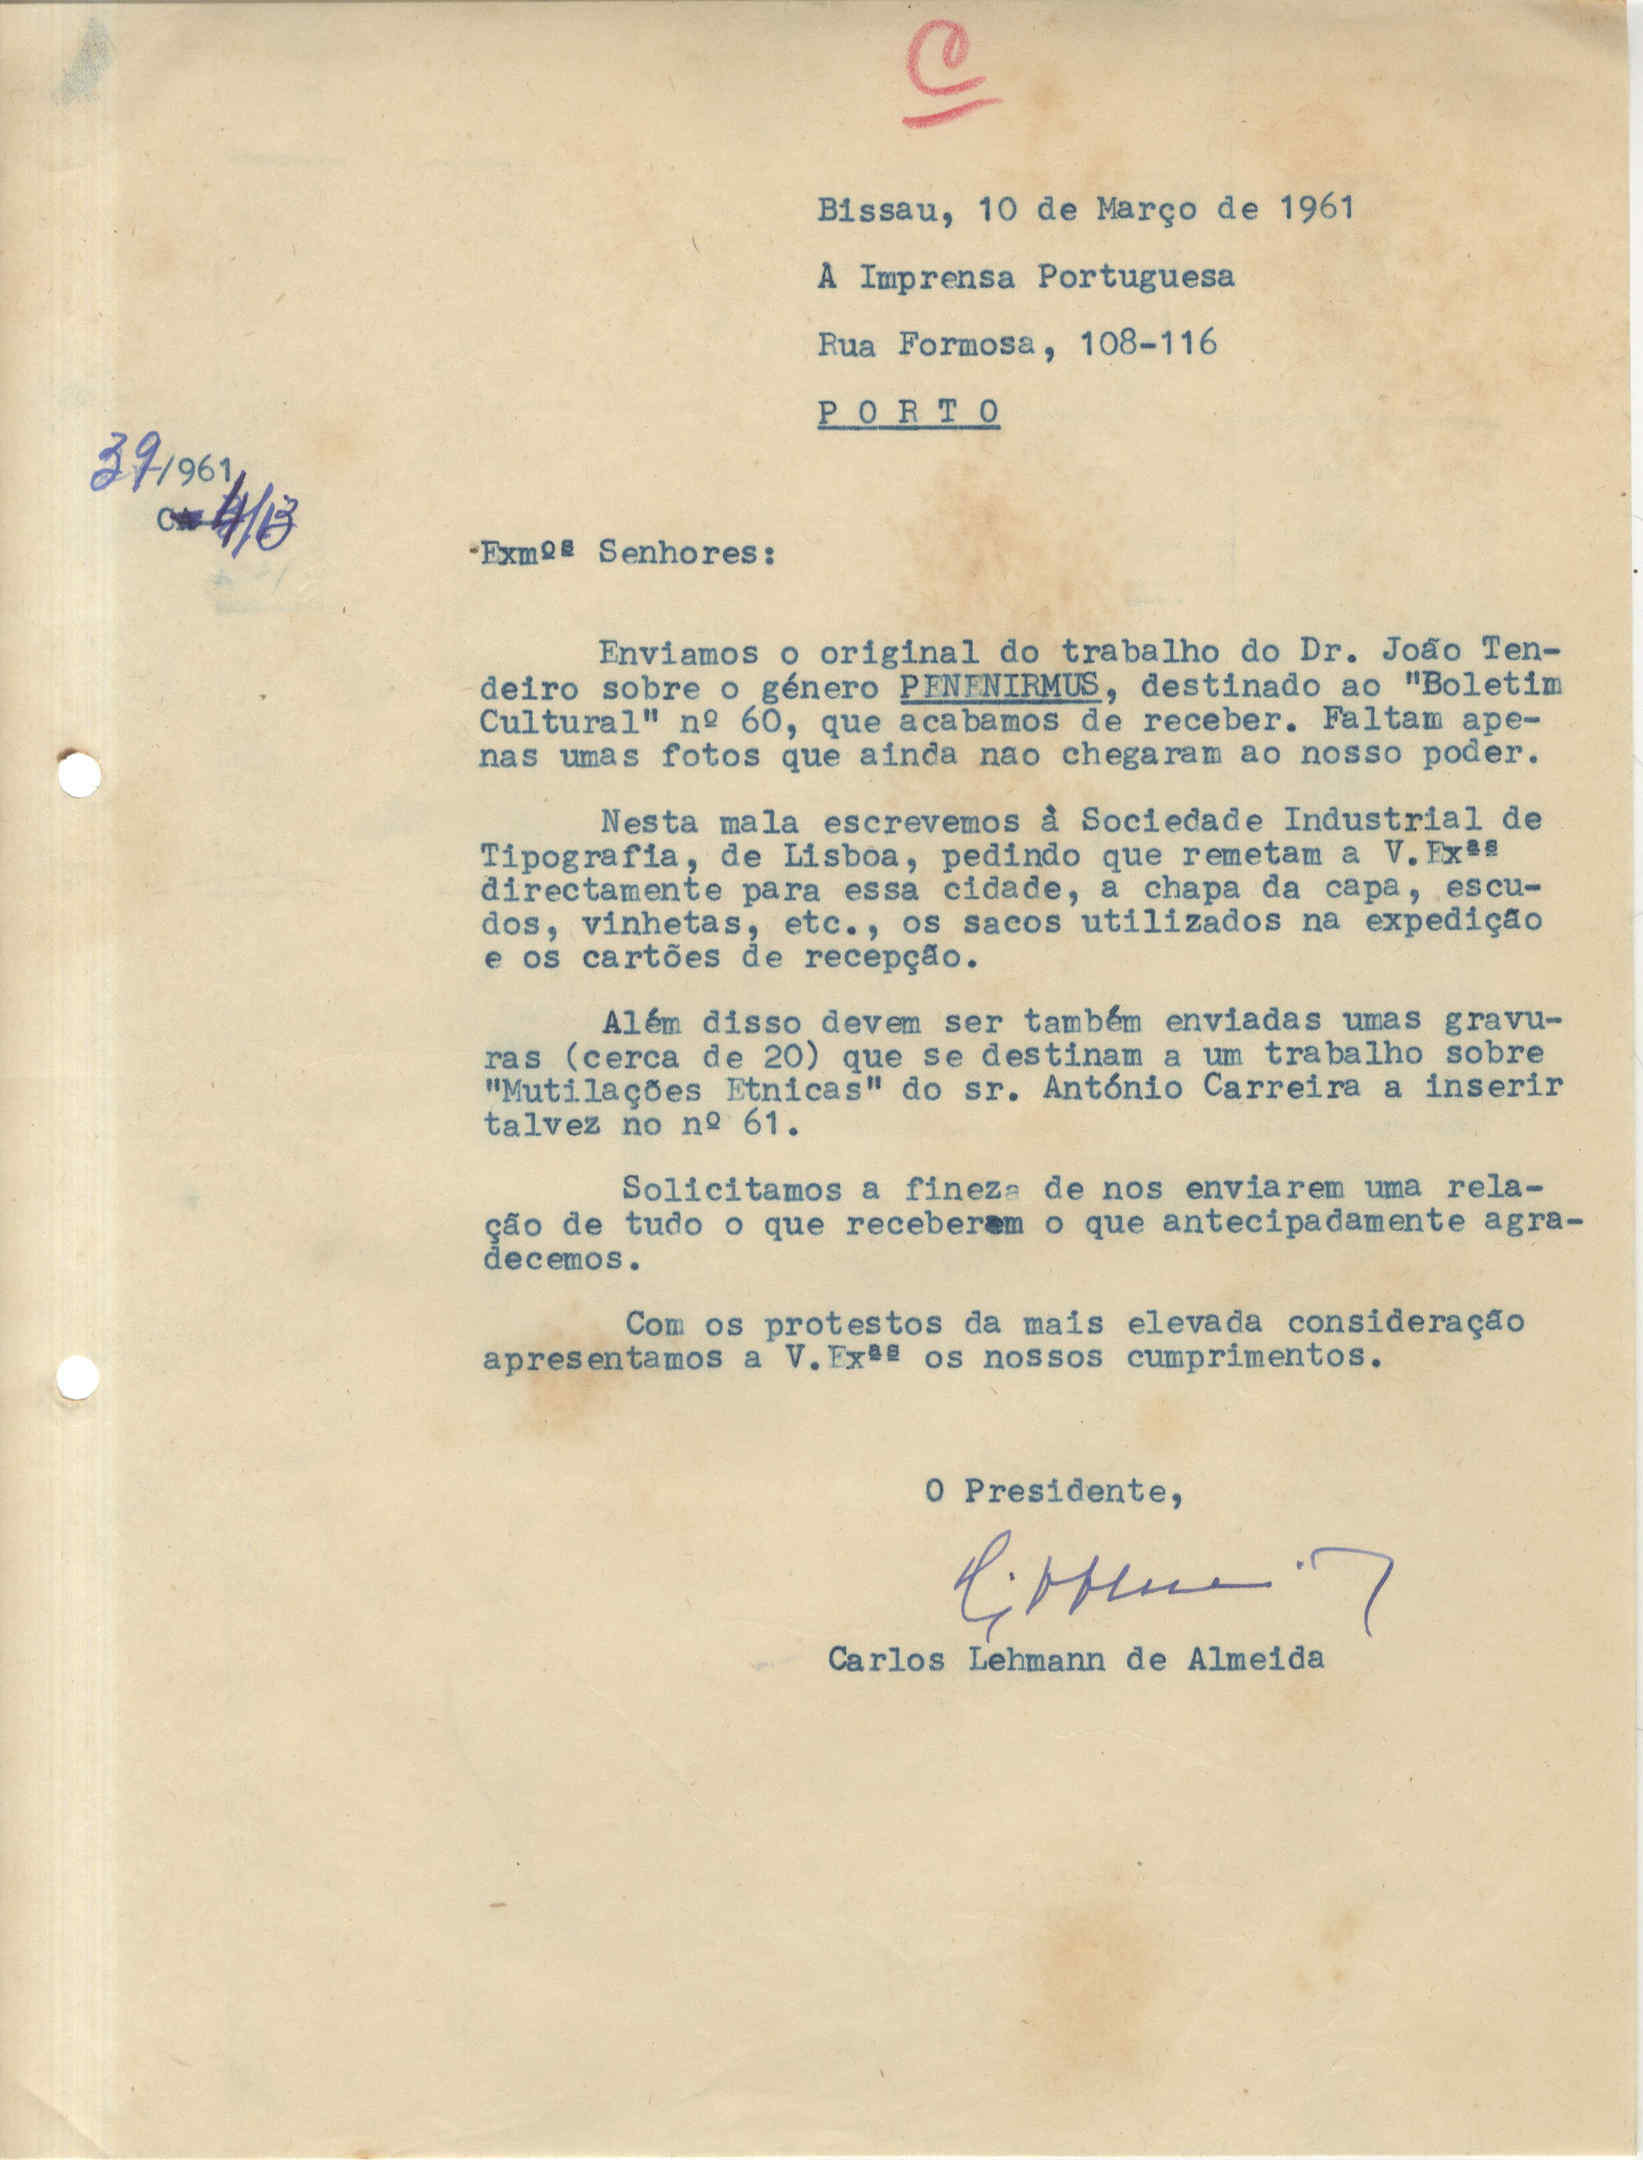 C
Bissau, 10 de Março de 1961
À Imprensa Portuguesa
Rua Formosa, 108-116
P O R T O
39/961
4/B
Exmºˢ Senhores:
Enviamos o original do trabalho do Dr. João Ten-
deiro sobre o género PENENIRMUS, destinado ao "Boletim
Cultural" nº 60, que acabamos de receber. Faltam ape-
nas umas fotos que ainda nao chegaram ao nosso poder.
Nesta mala escrevemos à Sociedade Industrial de
Tipografia, de Lisboa, pedindo que remetam a V.Exªˢ
directamente para essa cidade, a chapa da capa, escu-
dos, vinhetas, etc., os sacos utilizados na expedição
e os cartões de recepção.
Além disso devem ser também enviadas umas gravu-
ras (cerca de 20) que se destinam a um trabalho sobre
"Mutilações Etnicas" do sr. António Carreira a inserir
talvez no nº 61.
Solicitamos a fineza de nos enviarem uma rela-
ção de tudo o que receberem o que antecipadamente agra-
decemos.
Com os protestos da mais elevada consideração
apresentamos a V.Exªˢ os nossos cumprimentos.
O Presidente,
Carlos Lehmann de Almeida